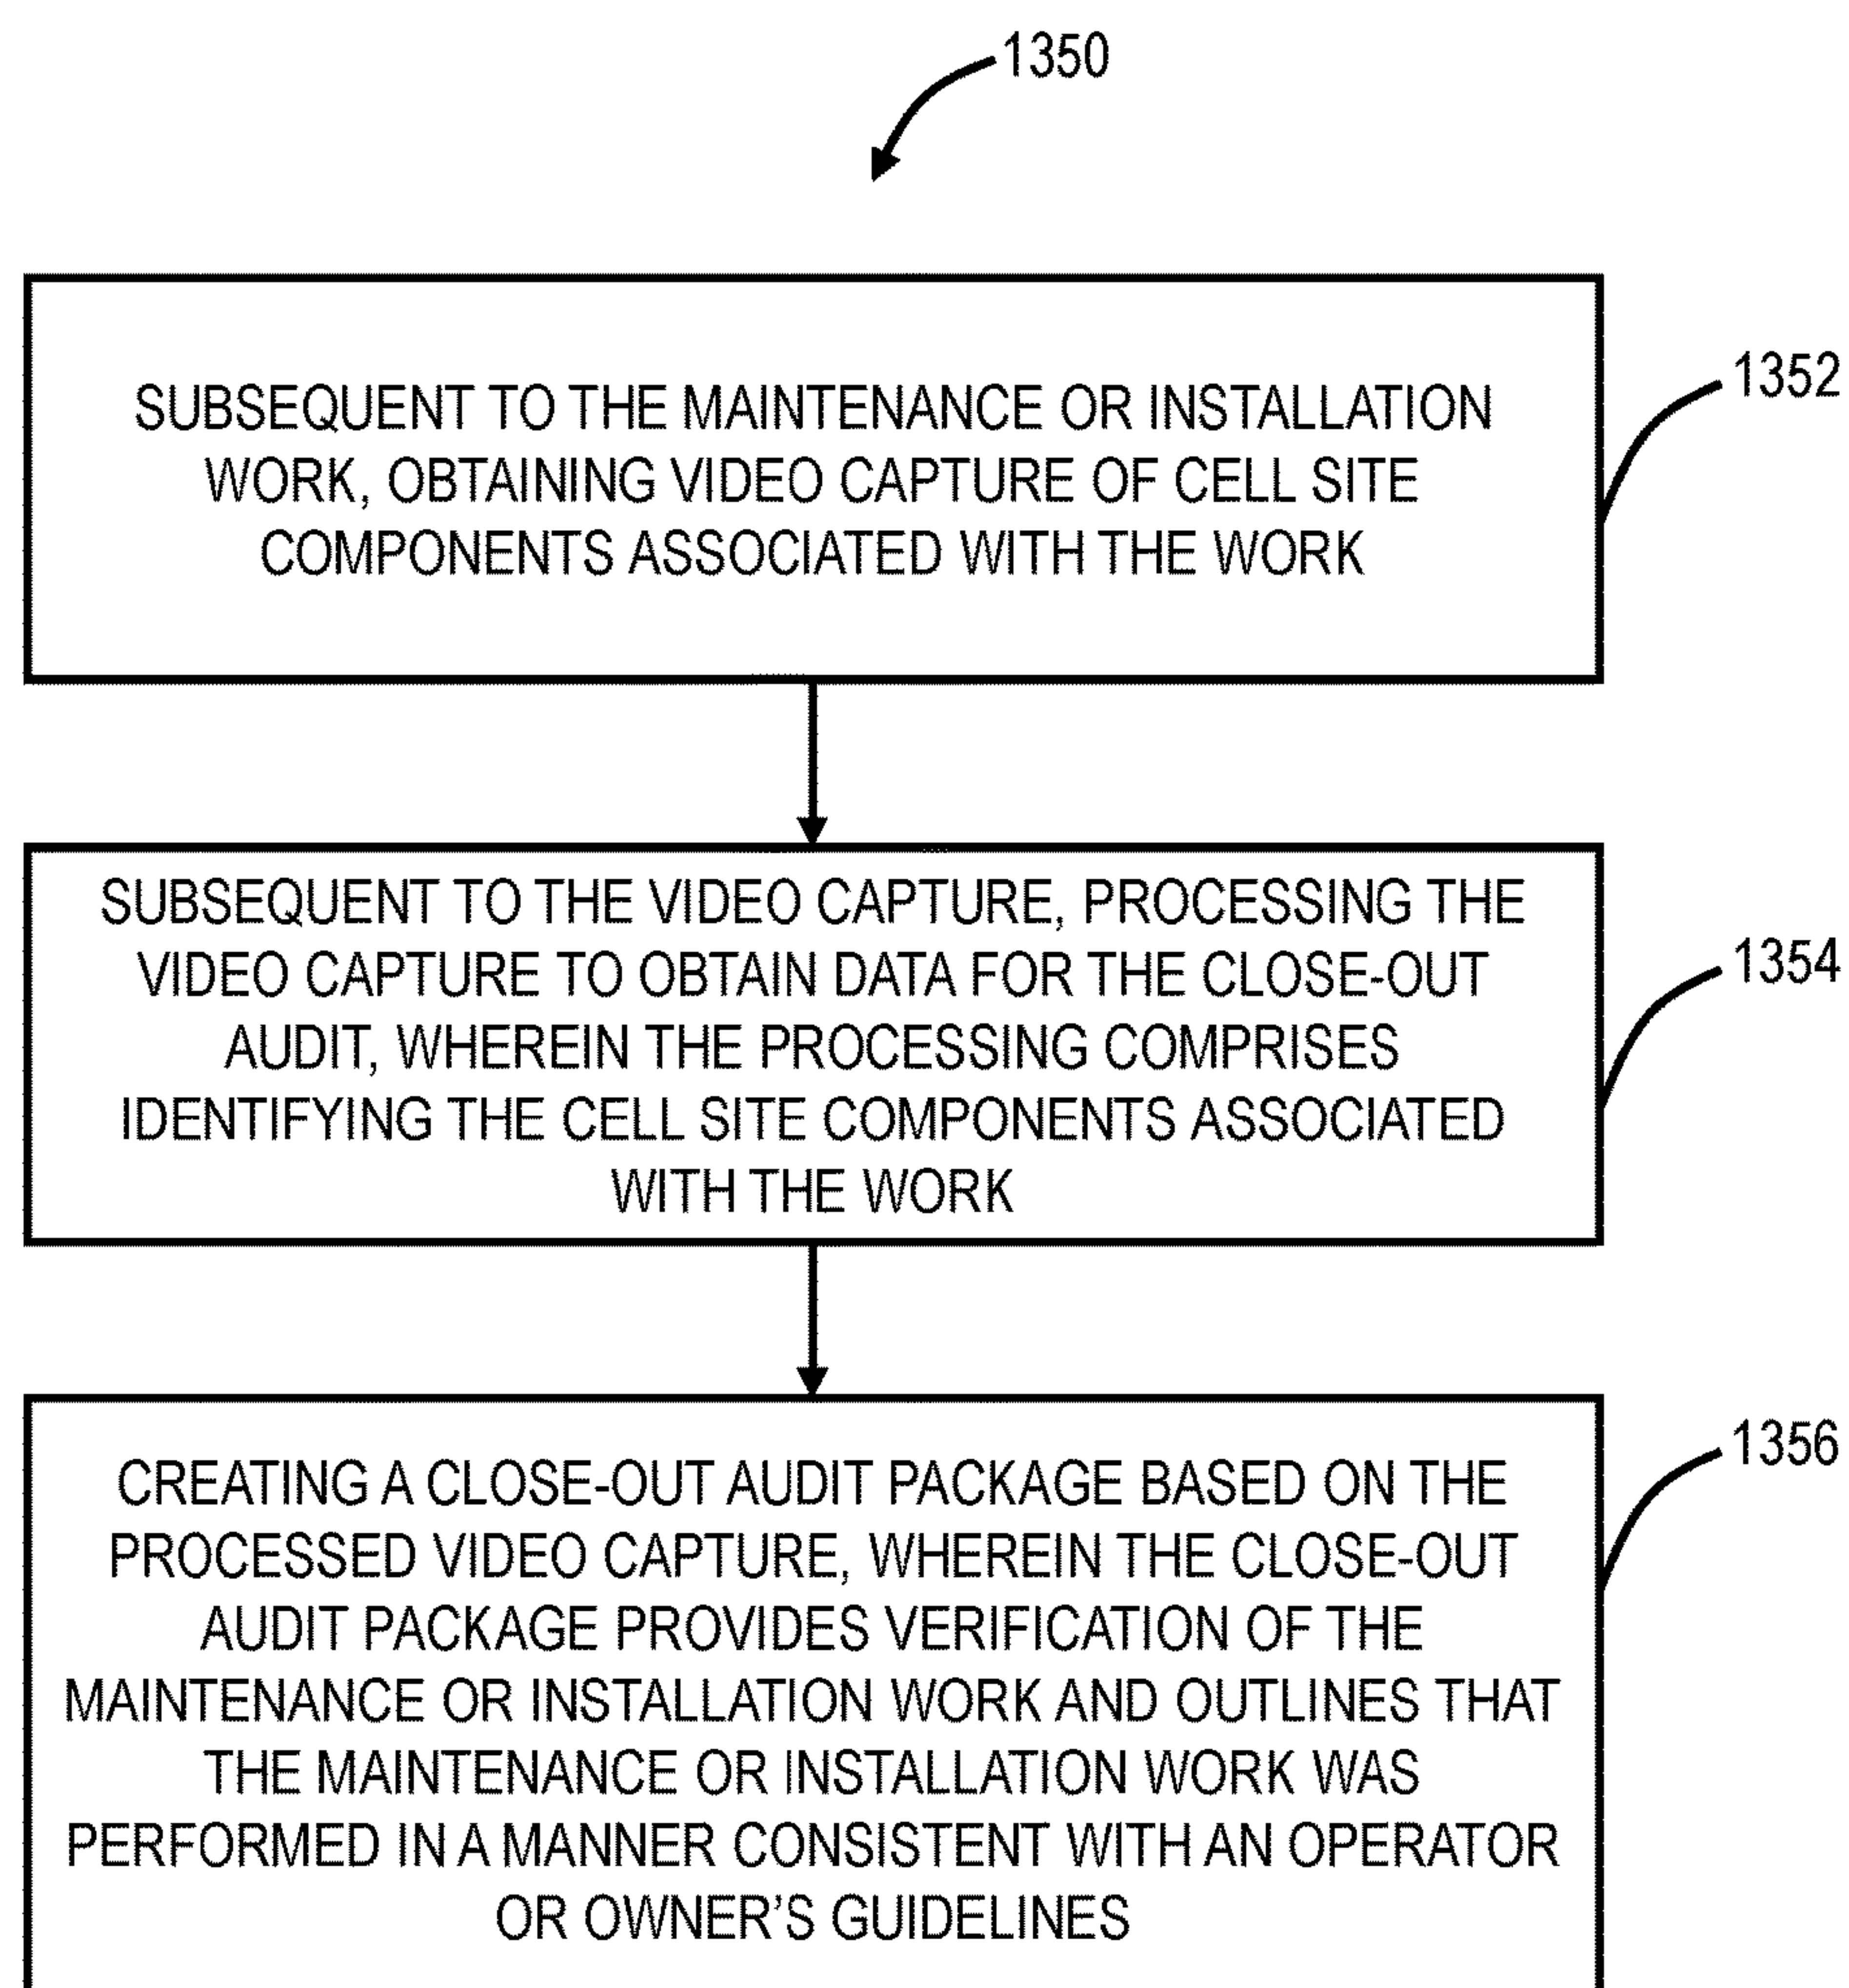 1350
SUBSEQUENT TO THE MAINTENANCE OR INSTALLATION
WORK, OBTAINING VIDEO CAPTURE OF CELL SITE
COMPONENTS ASSOCIATED WITH THE WORK
1352
SUBSEQUENT TO THE VIDEO CAPTURE, PROCESSING THE
VIDEO CAPTURE TO OBTAIN DATA FOR THE CLOSE-OUT
AUDIT, WHEREIN THE PROCESSING COMPRISES
IDENTIFYING THE CELL SITE COMPONENTS ASSOCIATED
WITH THE WORK
1354
CREATING A CLOSE-OUT AUDIT PACKAGE BASED ON THE
PROCESSED VIDEO CAPTURE, WHEREIN THE CLOSE-OUT
AUDIT PACKAGE PROVIDES VERIFICATION OF THE
MAINTENANCE OR INSTALLATION WORK AND OUTLINES THAT
THE MAINTENANCE OR INSTALLATION WORK WAS
PERFORMED IN A MANNER CONSISTENT WITH AN OPERATOR
OR OWNER'S GUIDELINES
1356